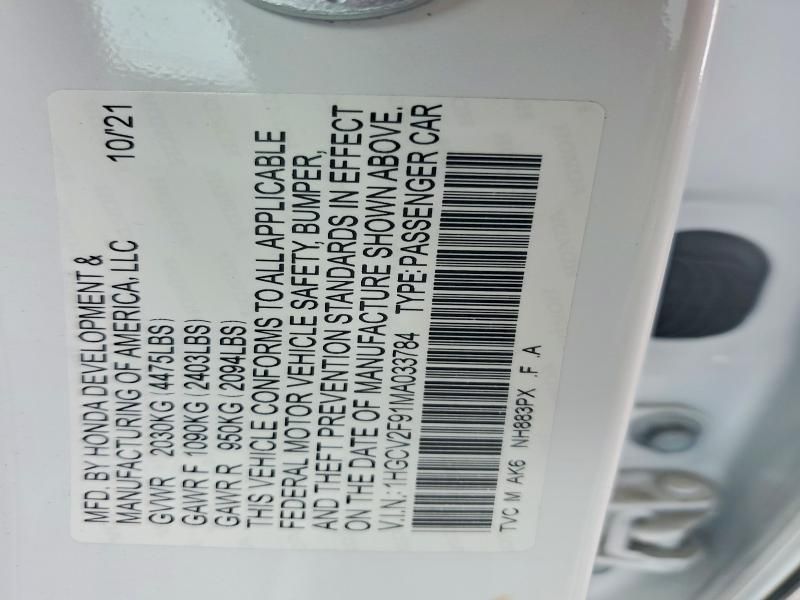 MFD. BY HONDA DEVELOPMENT & 10/'21
MANUFACTURING OF AMERICA, LLC
GVWR 2030KG (4475LBS)
GAWR F 1090KG (2403LBS)
GAWR R 950KG (2094LBS)
THIS VEHICLE CONFORMS TO ALL APPLICABLE
FEDERAL MOTOR VEHICLE SAFETY, BUMPER,
AND THEFT PREVENTION STANDARDS IN EFFECT
ON THE DATE OF MANUFACTURE SHOWN ABOVE.
V.I.N.:1HGCV2F91MA033784 TYPE:PASSENGER CAR
TVC M AK6 NH883PX .F .A